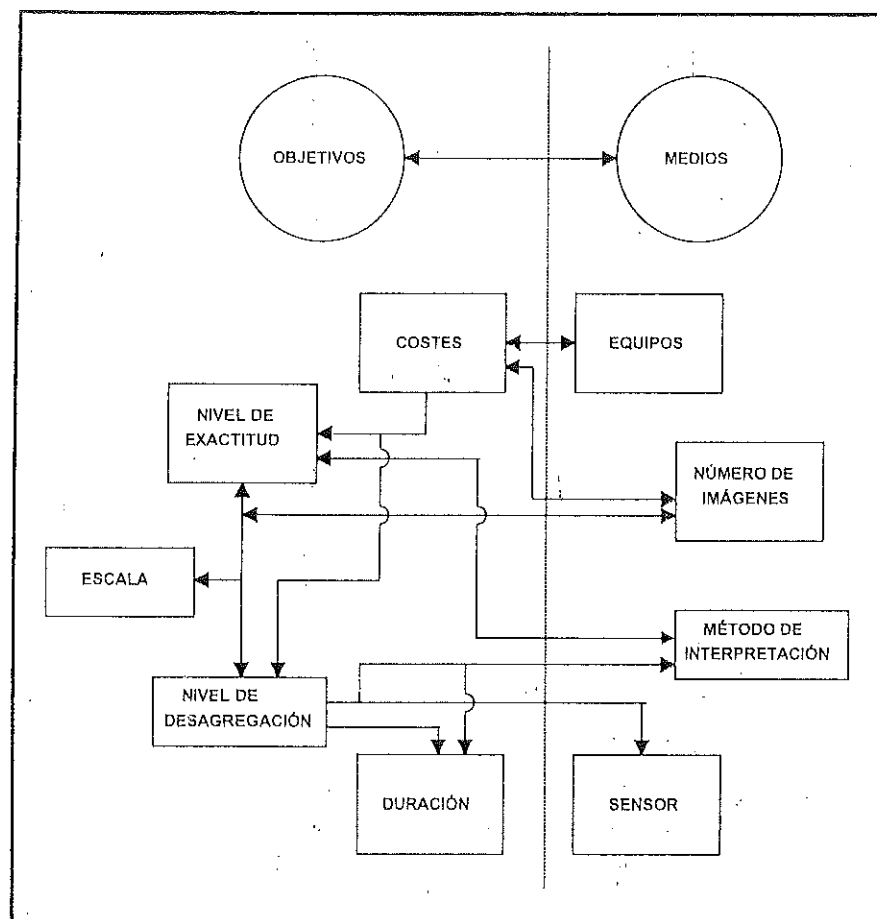 OBJETIVOS
MEDIOS
COSTES
EQUIPOS
NIVEL DE
EXACTITUD
NÚMERO DE
IMÁGENES
ESCALA
MÉTODO DE
INTERPRETACIÓN
NIVEL DE
DESAGREGACIÓN
DURACIÓN
SENSOR